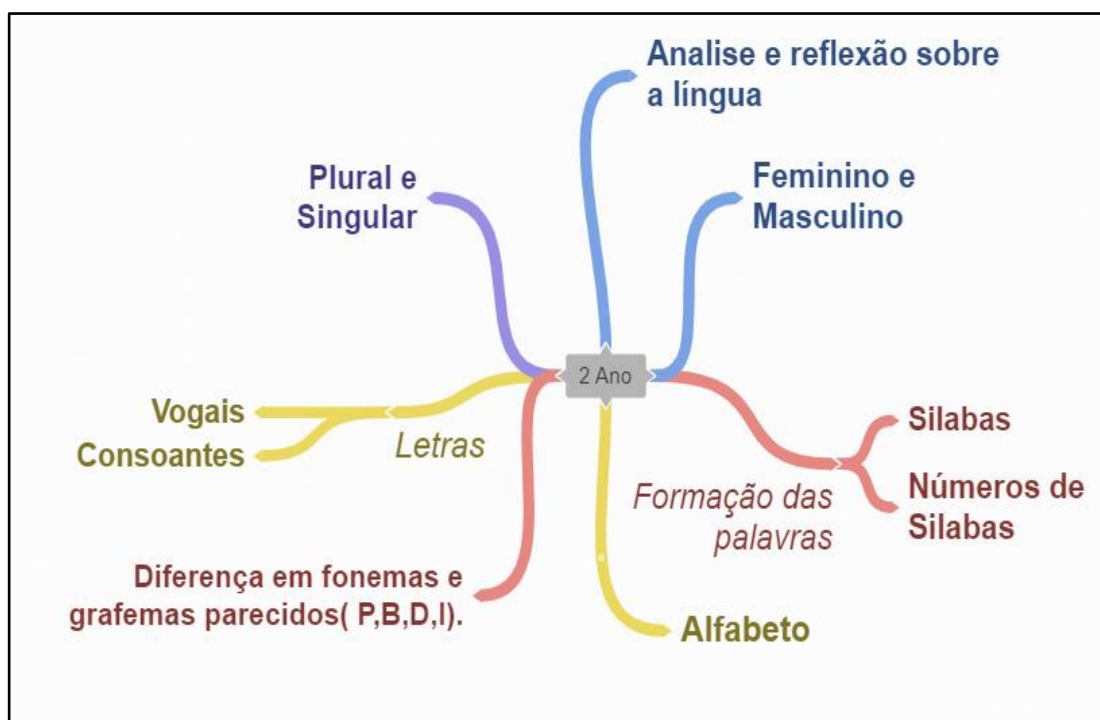 Analise e reflexão sobre
a língua
Plural e
Singular
Feminino e
Masculino
2 Ano
Vogais
Consoantes
Letras
Silabas
Números de
Silabas
Formação das
palavras
Diferença em fonemas e
grafemas parecidos( P,B,D,I).
Alfabeto